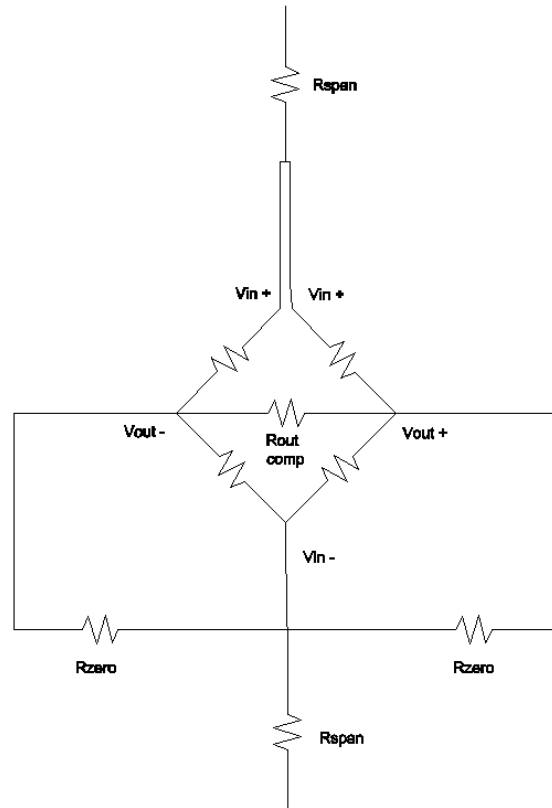 Rspan
Vin +
Vin +
Vout -
Vout +
Rout
comp
Vin -
Rzero
Rzero
Rspan